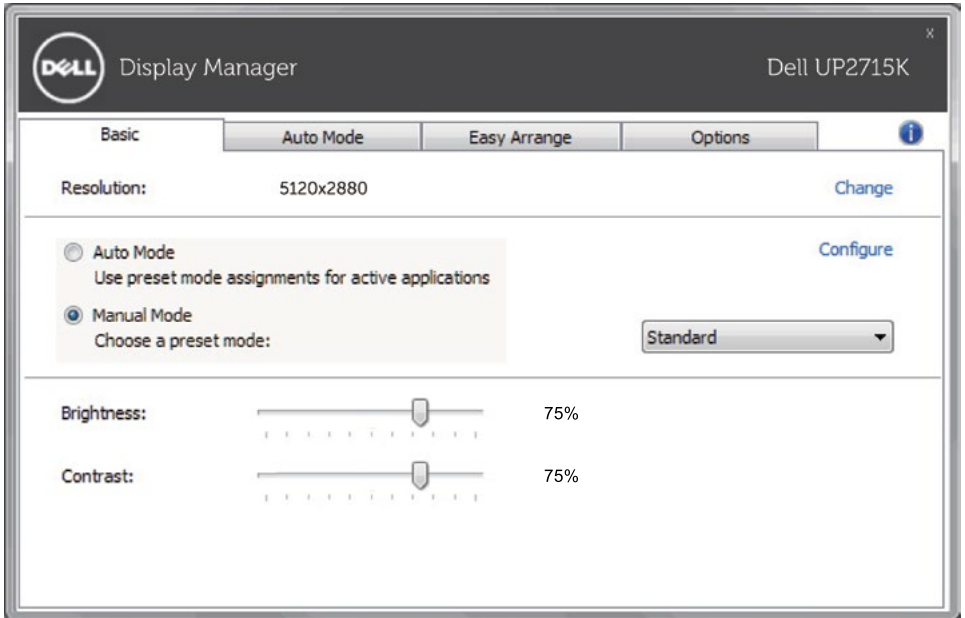 DELL Display Manager Dell UP2715K
x
Basic Auto Mode Easy Arrange Options i
Resolution: 5120x2880 Change
Auto Mode Configure
Use preset mode assignments for active applications
Manual Mode
Choose a preset mode: Standard
Brightness: 75%
Contrast: 75%